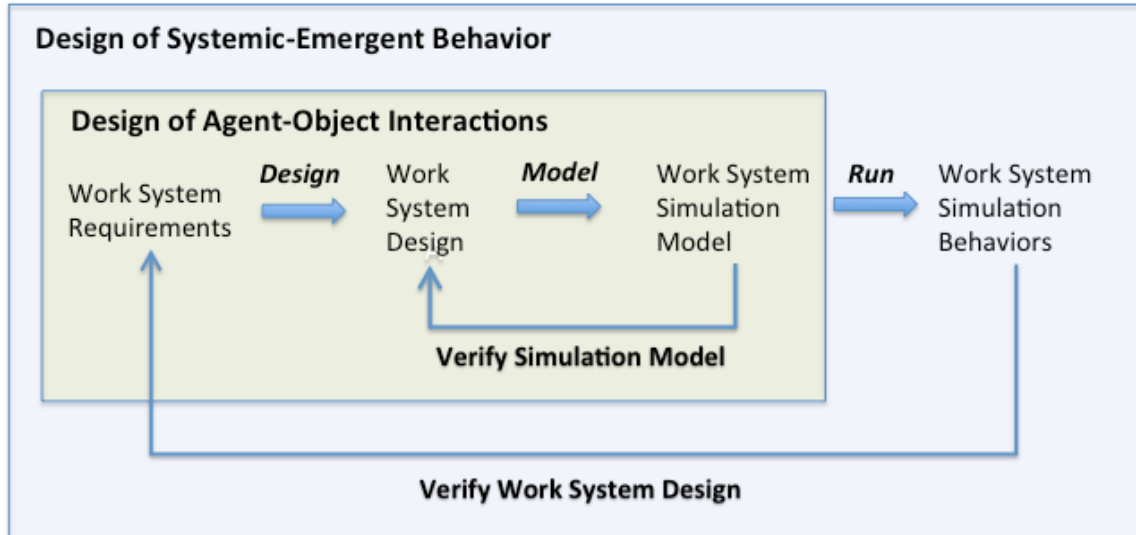 Design of Systemic-Emergent Behavior
Design of Agent-Object Interactions
Work System
Requirements
Design
Work
System
Design
Model
Work System
Simulation
Model
Run
Work System
Simulation
Behaviors
Verify Simulation Model
Verify Work System Design